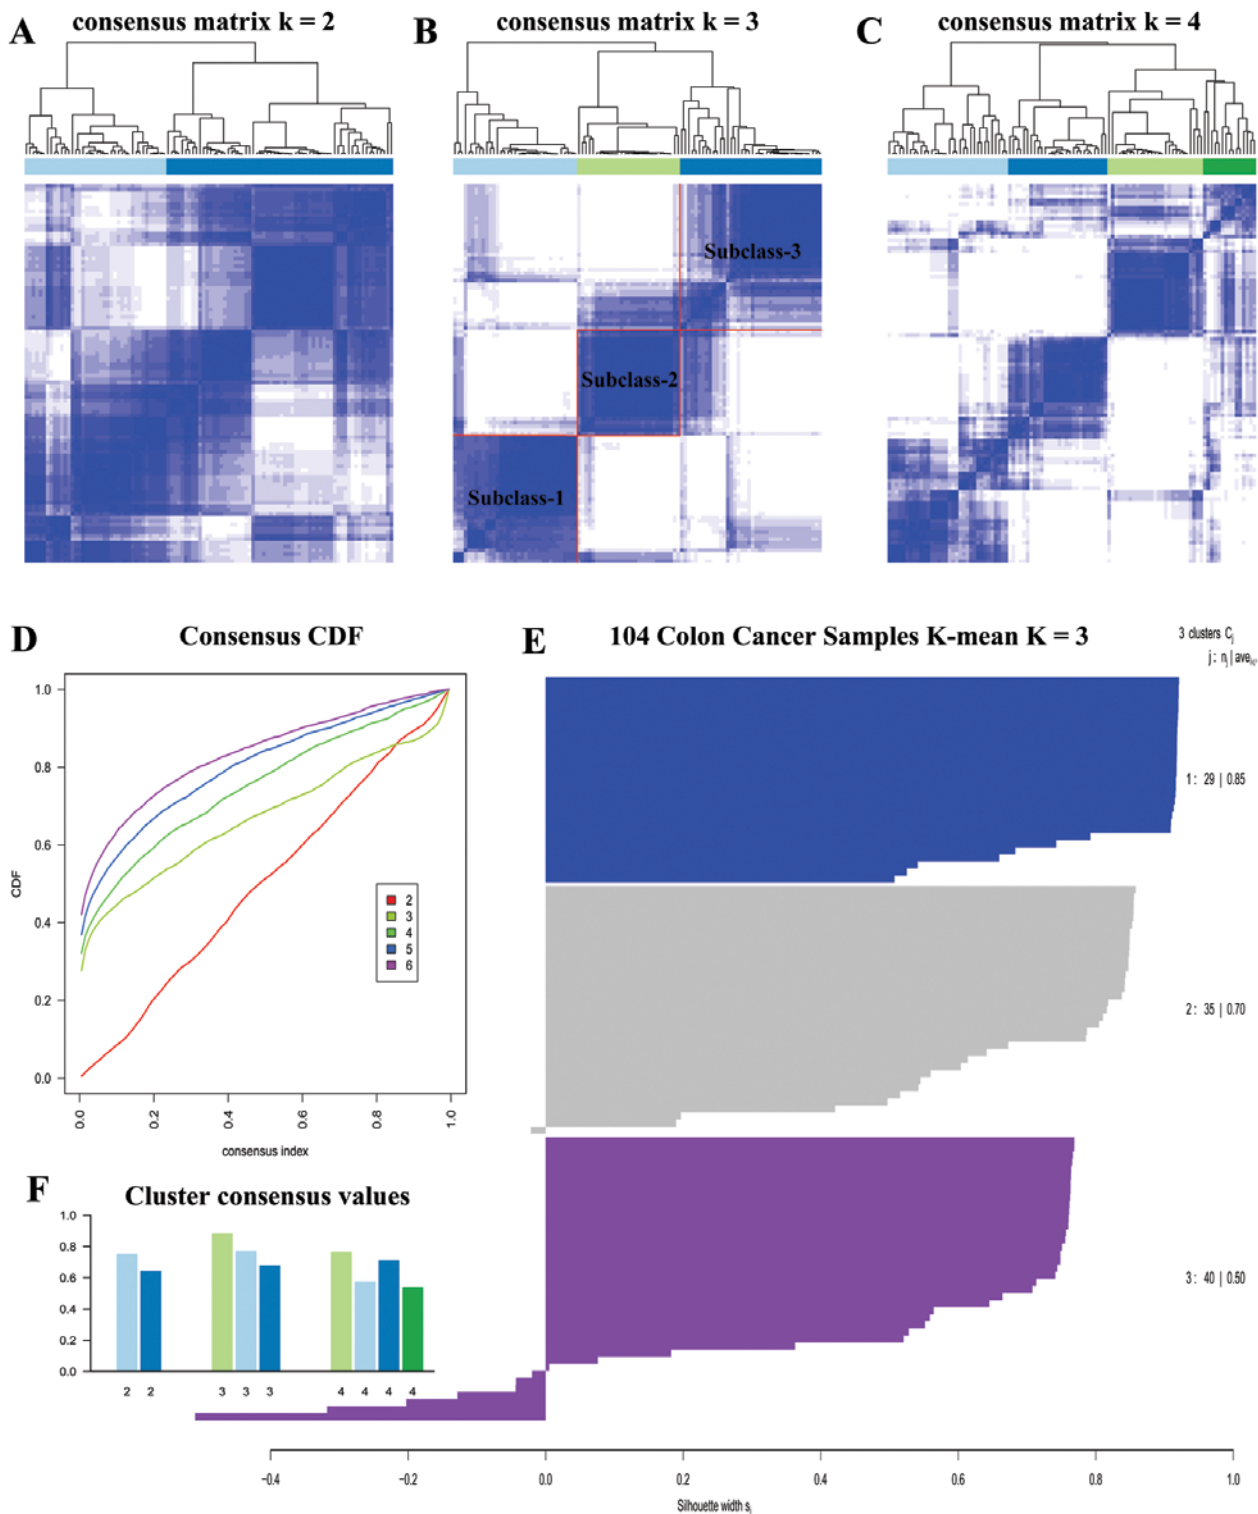 A consensus matrix k = 2
B consensus matrix k = 3
C consensus matrix k = 4
Subclass-3
Subclass-2
Subclass-1
D Consensus CDF
1.0
0.8
0.6
0.4
0.2
0.0
CDF
2
3
4
5
6
0.0 0.2 0.4 0.6 0.8 1.0
consensus index
E 104 Colon Cancer Samples K-mean K = 3
3 clusters Cj
j : nj | ave
1 : 29 | 0.85
2 : 35 | 0.70
3 : 40 | 0.50
−0.4 −0.2 0.0 0.2 0.4 0.6 0.8 1.0
Silhouette width si
F Cluster consensus values
1.0
0.8
0.6
0.4
0.2
0.0
2 2 3 3 3 4 4 4 4